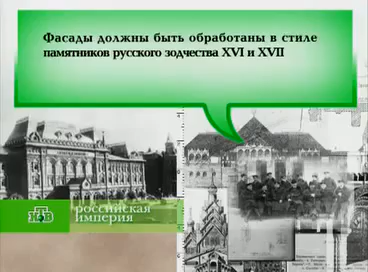 Фасады должны быть обработаны в стиле
памятников русского зодчества XVI и XVII
НТВ
российская
империя